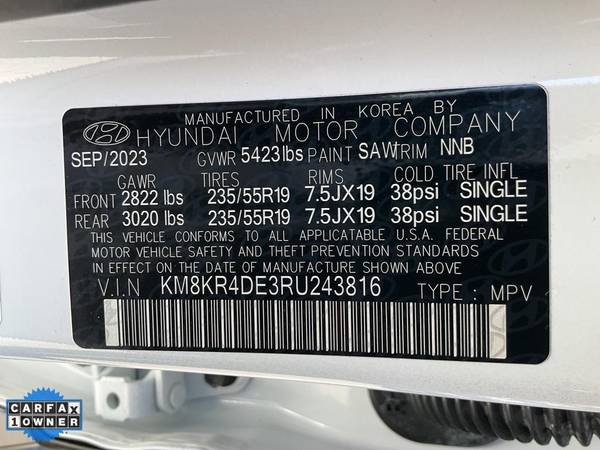 MANUFACTURED IN KOREA BY
HYUNDAI MOTOR COMPANY
SEP/2023 GVWR 5423lbs PAINT SAW TRIM NNB
GAWR TIRES RIMS COLD TIRE INFL
FRONT 2822 lbs 235/55R19 7.5JX19 38psi SINGLE
REAR 3020 lbs 235/55R19 7.5JX19 38psi SINGLE
THIS VEHICLE CONFORMS TO ALL APPLICATABLE U.S.A. FEDERAL
MOTOR VEHICLE SAFETY AND THEFT PREVENTION STANDARDS
IN EFFECT ON THE DATE OF MANUFACTURE SHOWN ABOVE
V.I.N KM8KR4DE3RU243816 TYPE : MPV
CARFAX
1 OWNER